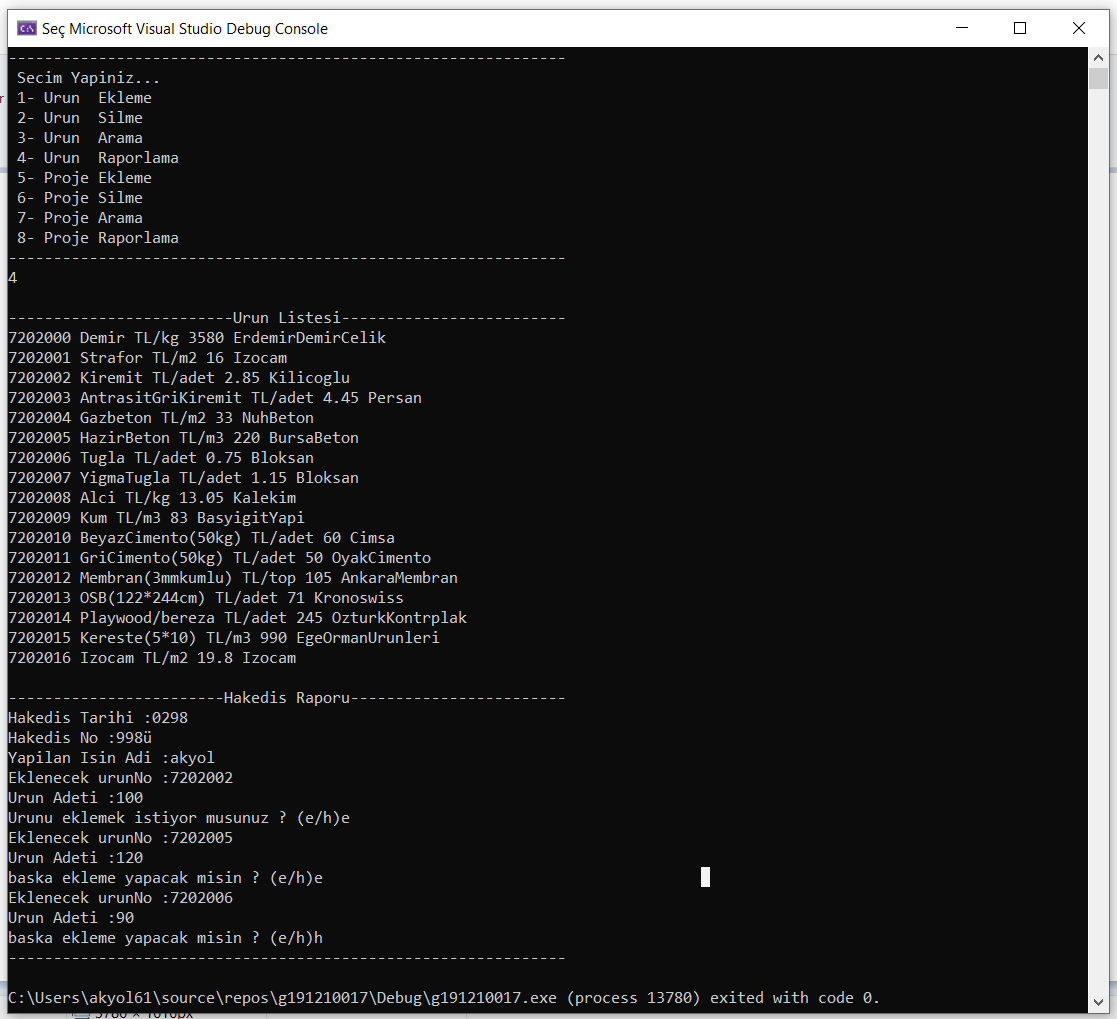 Seç Microsoft Visual Studio Debug Console
--------------------------------------------------------------
Secim Yapiniz...
1- Urun  Ekleme
2- Urun  Silme
3- Urun  Arama
4- Urun  Raporlama
5- Proje Ekleme
6- Proje Silme
7- Proje Arama
8- Proje Raporlama
--------------------------------------------------------------
4
-------------------------Urun Listesi-------------------------
7202000 Demir TL/kg 3580 ErdemirDemirCelik
7202001 Strafor TL/m2 16 Izocam
7202002 Kiremit TL/adet 2.85 Kilicoglu
7202003 AntrasitGriKiremit TL/adet 4.45 Persan
7202004 Gazbeton TL/m2 33 NuhBeton
7202005 HazirBeton TL/m3 220 BursaBeton
7202006 Tugla TL/adet 0.75 Bloksan
7202007 YigmaTugla TL/adet 1.15 Bloksan
7202008 Alci TL/kg 13.05 Kalekim
7202009 Kum TL/m3 83 BasyigitYapi
7202010 BeyazCimento(50kg) TL/adet 60 Cimsa
7202011 GriCimento(50kg) TL/adet 50 OyakCimento
7202012 Membran(3mmkumlu) TL/top 105 AnkaraMembran
7202013 OSB(122*244cm) TL/adet 71 Kronoswiss
7202014 Playwood/bereza TL/adet 245 OzturkKontrplak
7202015 Kereste(5*10) TL/m3 990 EgeOrmanUrunleri
7202016 Izocam TL/m2 19.8 Izocam
------------------------Hakedis Raporu------------------------
Hakedis Tarihi :0298
Hakedis No :998ü
Yapilan Isin Adi :akyol
Eklenecek urunNo :7202002
Urun Adeti :100
Urunu eklemek istiyor musunuz ? (e/h)e
Eklenecek urunNo :7202005
Urun Adeti :120
baska ekleme yapacak misin ? (e/h)e
Eklenecek urunNo :7202006
Urun Adeti :90
baska ekleme yapacak misin ? (e/h)h
--------------------------------------------------------------
C:\Users\akyol61\source\repos\g191210017\Debug\g191210017.exe (process 13780) exited with code 0.